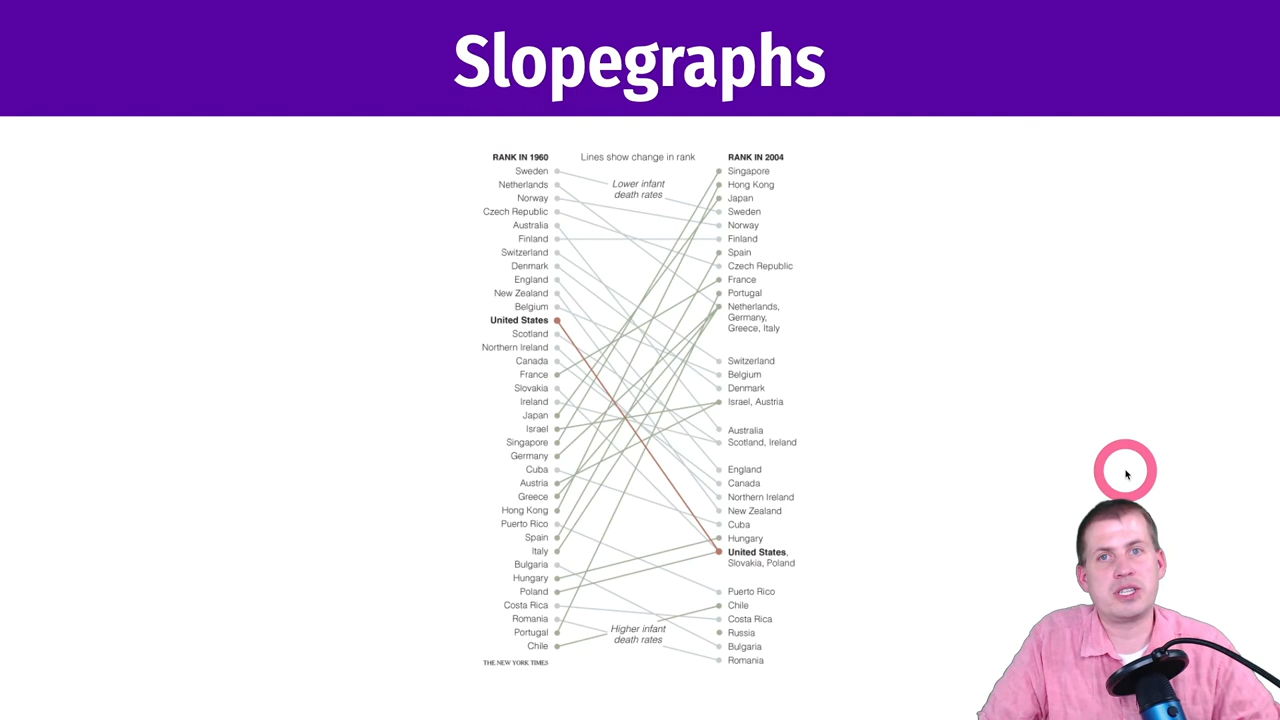 Slopegraphs
RANK IN 1960
Lines show change in rank
RANK IN 2004
Lower infant
death rates
Sweden
Netherlands
Norway
Czech Republic
Australia
Finland
Switzerland
Denmark
England
New Zealand
Belgium
United States
Scotland
Northern Ireland
Canada
France
Slovakia
Ireland
Japan
Israel
Singapore
Germany
Cuba
Austria
Greece
Hong Kong
Puerto Rico
Spain
Italy
Bulgaria
Hungary
Poland
Costa Rica
Romania
Portugal
Chile
Singapore
Hong Kong
Japan
Sweden
Norway
Finland
Spain
Czech Republic
France
Portugal
Netherlands,
Germany,
Greece, Italy
Switzerland
Belgium
Denmark
Israel, Austria
Australia
Scotland, Ireland
England
Canada
Northern Ireland
New Zealand
Cuba
Hungary
United States,
Slovakia, Poland
Puerto Rico
Chile
Costa Rica
Russia
Bulgaria
Romania
Higher infant
death rates
THE NEW YORK TIMES